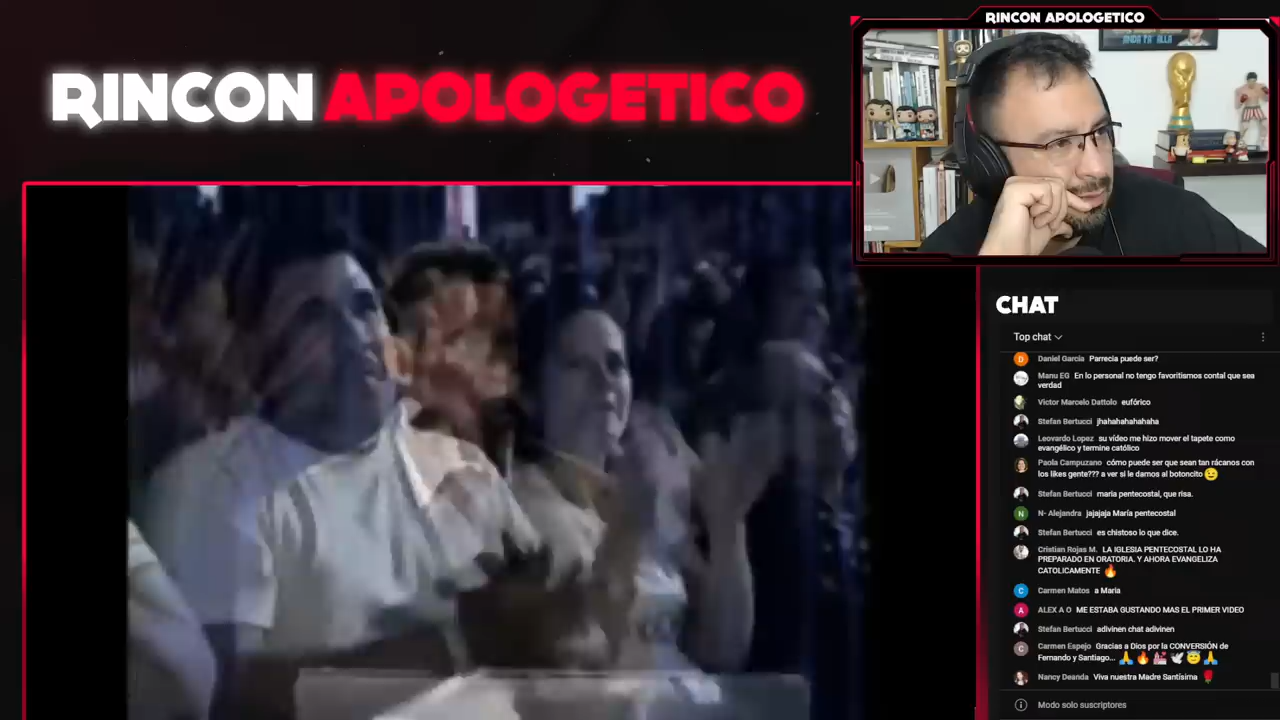 RINCON APOLOGETICO
ANDA PA' ALLA
RINCON APOLOGETICO
CHAT
Top chat
Daniel García Parrecia puede ser?
Manu EG En lo personal no tengo favoritismos contal que sea
verdad
Victor Marcelo Dattolo eufórico
Stefan Bertucci jhahahahahahaha
Leovardo Lopez su vídeo me hizo mover el tapete como
evangélico y termine católico
Paola Campuzano cómo puede ser que sean tan rácanos con
los likes gente??? a ver si le damos al botoncito 😉
Stefan Bertucci maria pentecostal, que risa.
N- Alejandra jajajaja María pentecostal
Stefan Bertucci es chistoso lo que dice.
Cristian Rojas M. LA IGLESIA PENTECOSTAL LO HA
PREPARADO EN ORATORIA. Y AHORA EVANGELIZA
CATOLICAMENTE 🔥
Carmen Matos a Maria
ALEX A O ME ESTABA GUSTANDO MAS EL PRIMER VIDEO
Stefan Bertucci adivinen chat adivinen
Carmen Espejo Gracias a Dios por la CONVERSIÓN de
Fernando y Santiago...
Nancy Deanda Viva nuestra Madre Santísima 🌹
Modo solo suscriptores